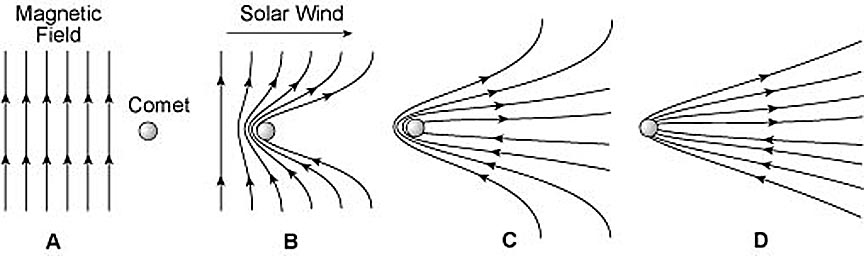 Magnetic
Field
Solar Wind
Comet
A
B
C
D